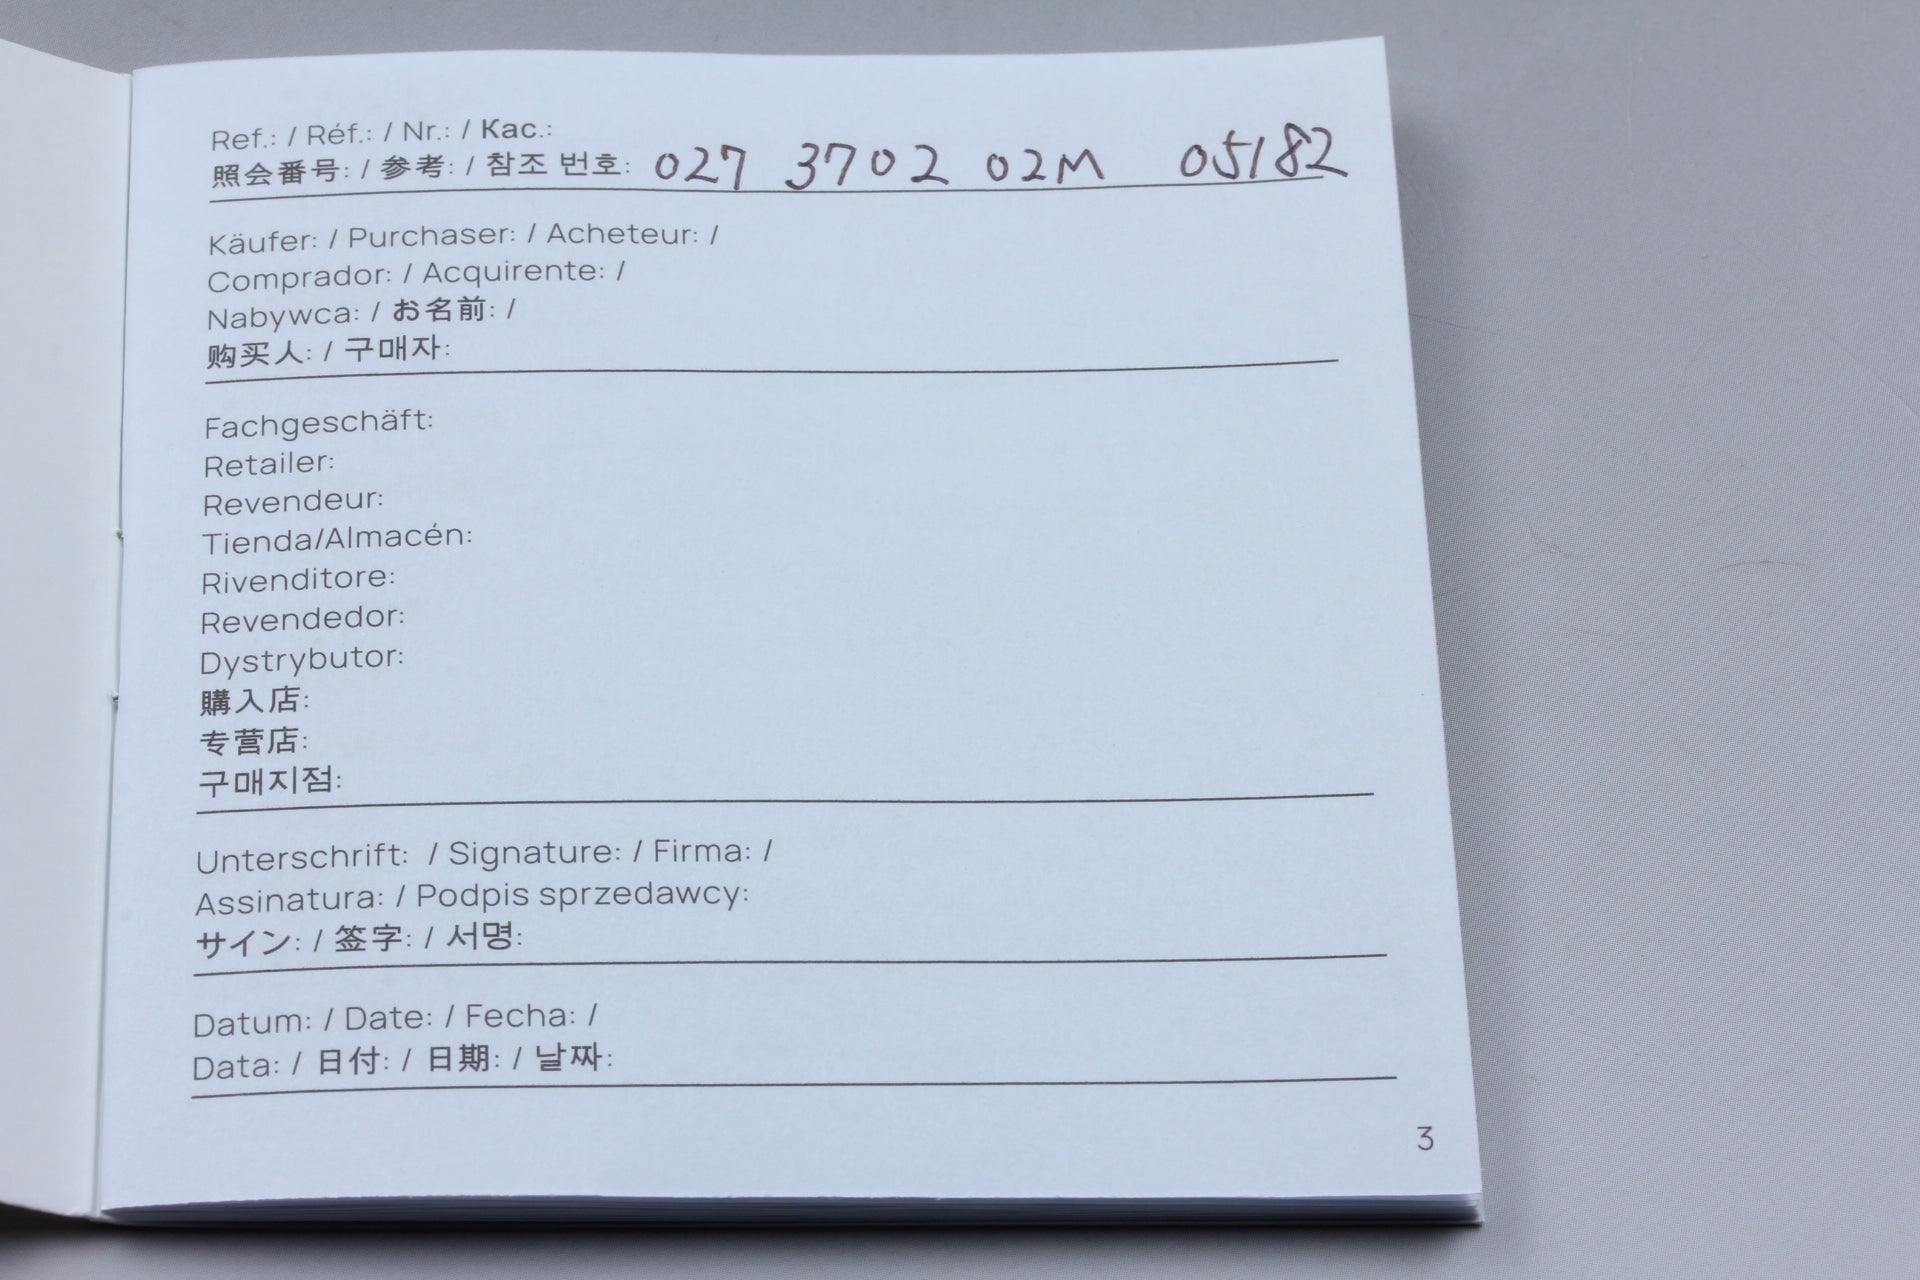 Ref.: / Réf.: / Nr.: / Kac.:
照会番号: / 参考: / 참조 번호: 027 3702 02M 05182
Käufer: / Purchaser: / Acheteur: /
Comprador: / Acquirente: /
Nabywca: / お名前: /
购买人: / 구매자:
Fachgeschäft:
Retailer:
Revendeur:
Tienda/Almacén:
Rivenditore:
Revendedor:
Dystrybutor:
購入店:
专营店:
구매지점:
Unterschrift: / Signature: / Firma: /
Assinatura: / Podpis sprzedawcy:
サイン: / 签字: / 서명:
Datum: / Date: / Fecha: /
Data: / 日付: / 日期: / 날짜:
3